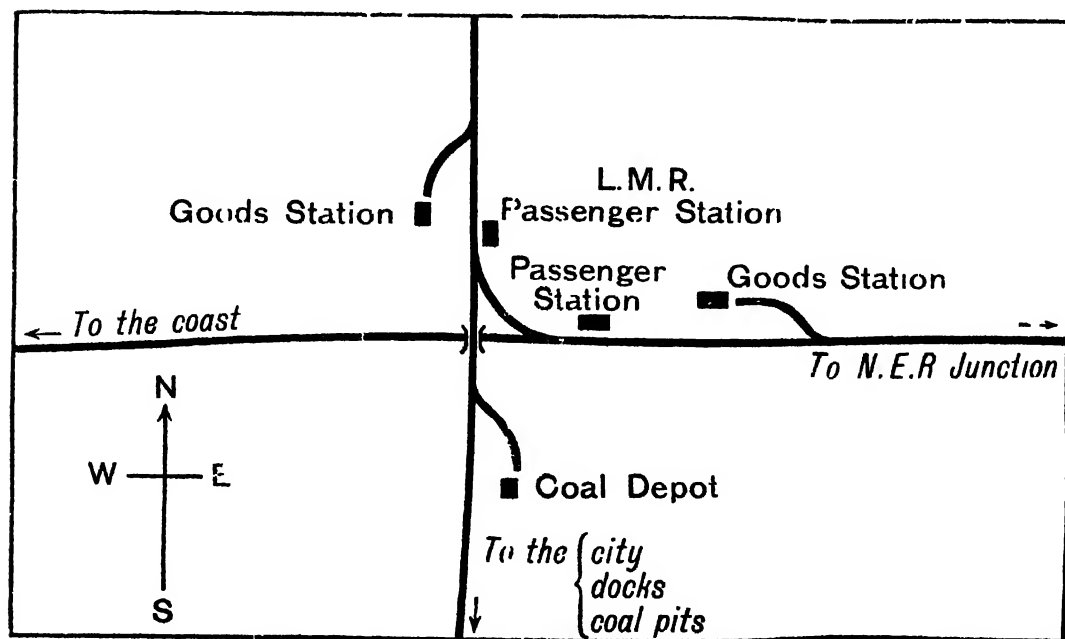 L.M.R.
Goods Station
Passenger Station
Passenger
Station
Goods Station
To the coast
To N.E.R Junction
N
W
E
S
Coal Depot
To the { city
docks
coal pits